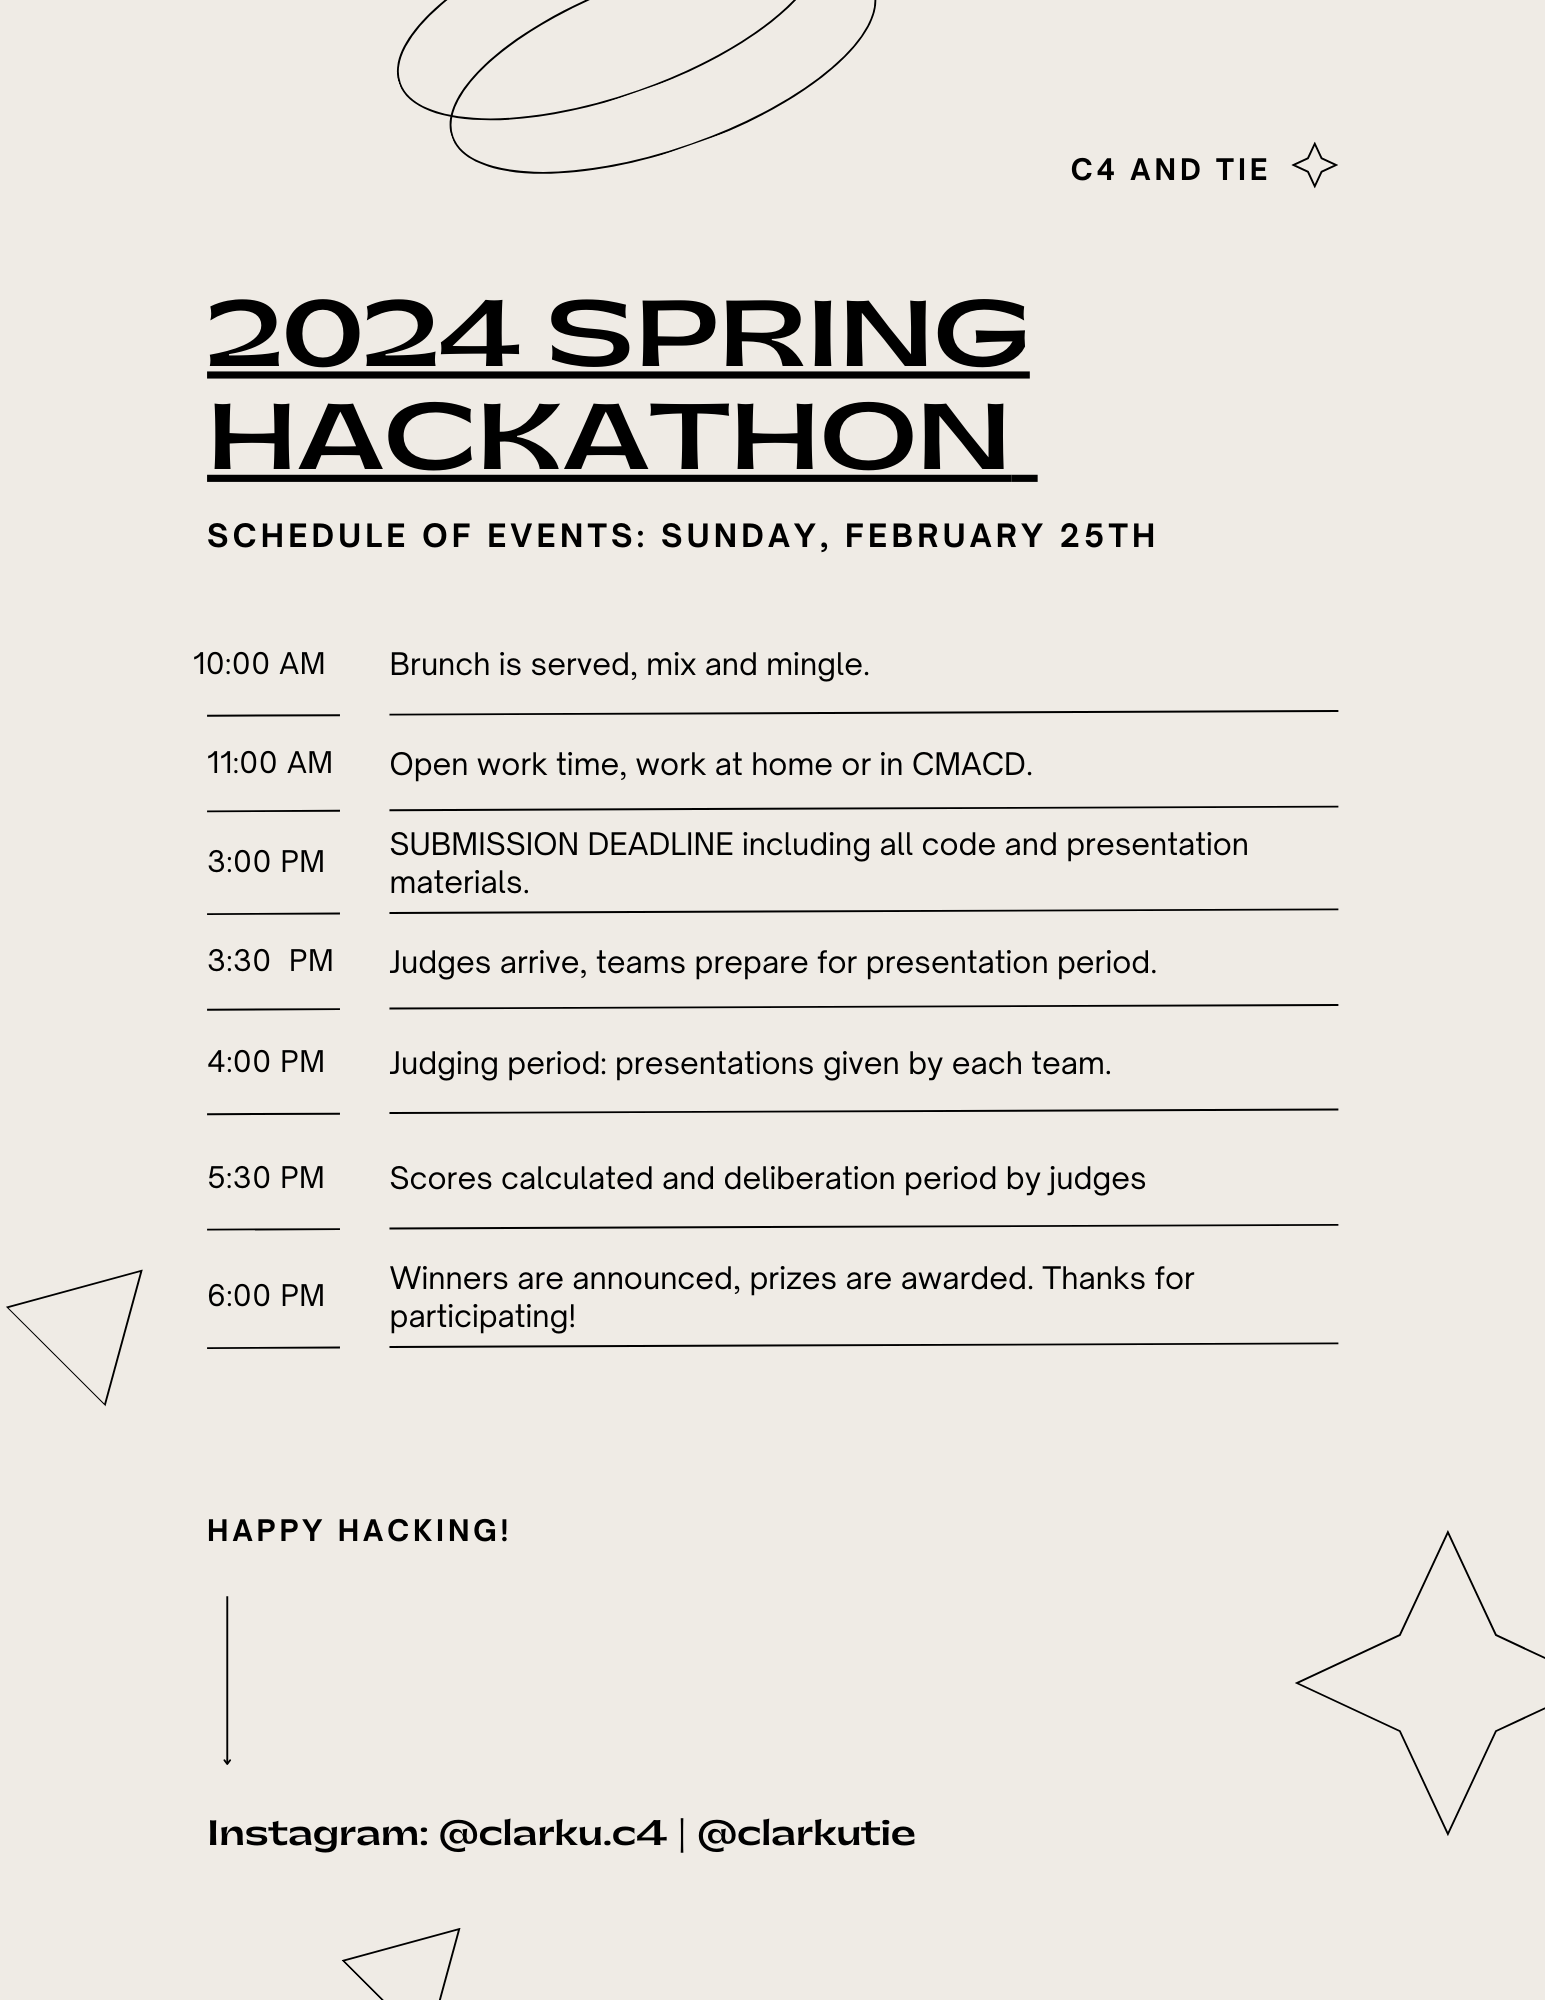 C4 AND TIE
2024 SPRING
HACKATHON
SCHEDULE OF EVENTS: SUNDAY, FEBRUARY 25TH
10:00 AM Brunch is served, mix and mingle.
11:00 AM Open work time, work at home or in CMACD.
3:00 PM SUBMISSION DEADLINE including all code and presentation
materials.
3:30 PM Judges arrive, teams prepare for presentation period.
4:00 PM Judging period: presentations given by each team.
5:30 PM Scores calculated and deliberation period by judges
6:00 PM Winners are announced, prizes are awarded. Thanks for
participating!
HAPPY HACKING!
Instagram: @clarku.c4 | @clarkutie